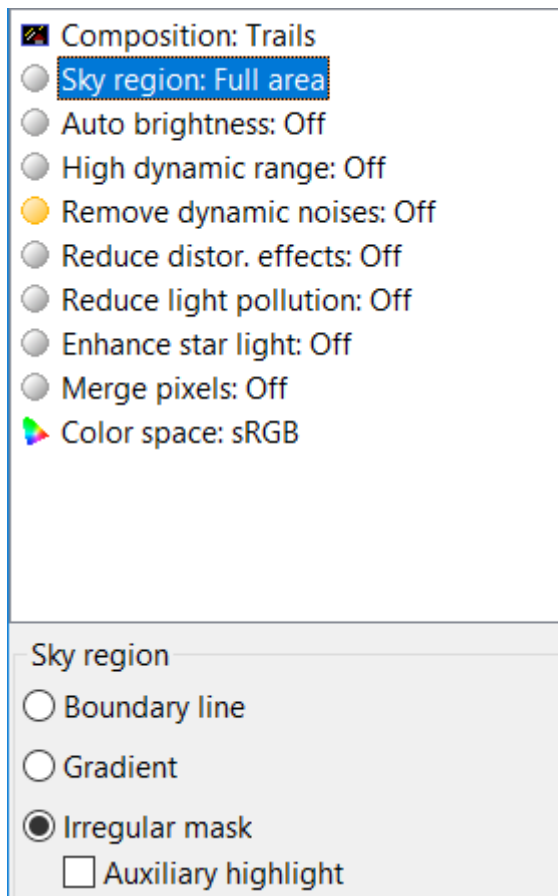 Composition: Trails
Sky region: Full area
Auto brightness: Off
High dynamic range: Off
Remove dynamic noises: Off
Reduce distor. effects: Off
Reduce light pollution: Off
Enhance star light: Off
Merge pixels: Off
Color space: sRGB
Sky region
Boundary line
Gradient
Irregular mask
Auxiliary highlight